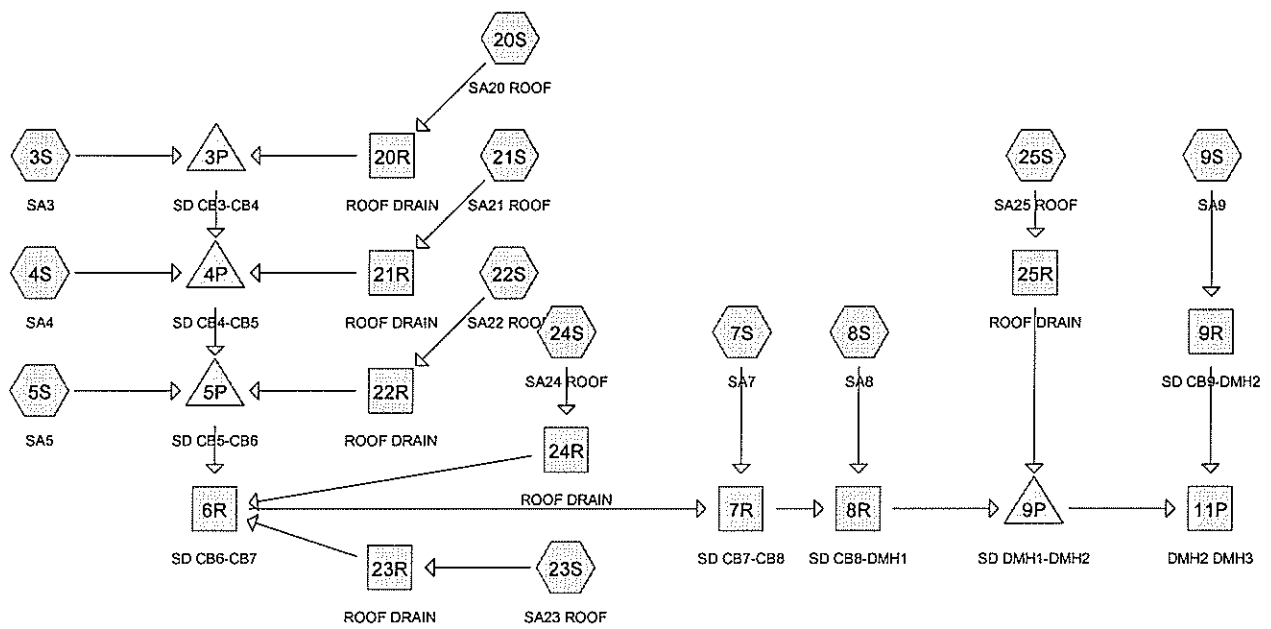 20S
SA20 ROOF
3S
3P
20R
21S
25S
9S
SA3
SD CB3-CB4
ROOF DRAIN
SA21 ROOF
SA25 ROOF
SA9
4S
4P
21R
22S
25R
SA4
SD CB4-CB5
ROOF DRAIN
SA22 ROOF
ROOF DRAIN
24S
7S
8S
9R
SA24 ROOF
SA7
SA8
SD CB9-DMH2
5S
5P
22R
SA5
SD CB5-CB6
ROOF DRAIN
24R
ROOF DRAIN
6R
7R
8R
9P
11P
SD CB6-CB7
SD CB7-CB8
SD CB8-DMH1
SD DMH1-DMH2
DMH2 DMH3
23R
23S
ROOF DRAIN
SA23 ROOF